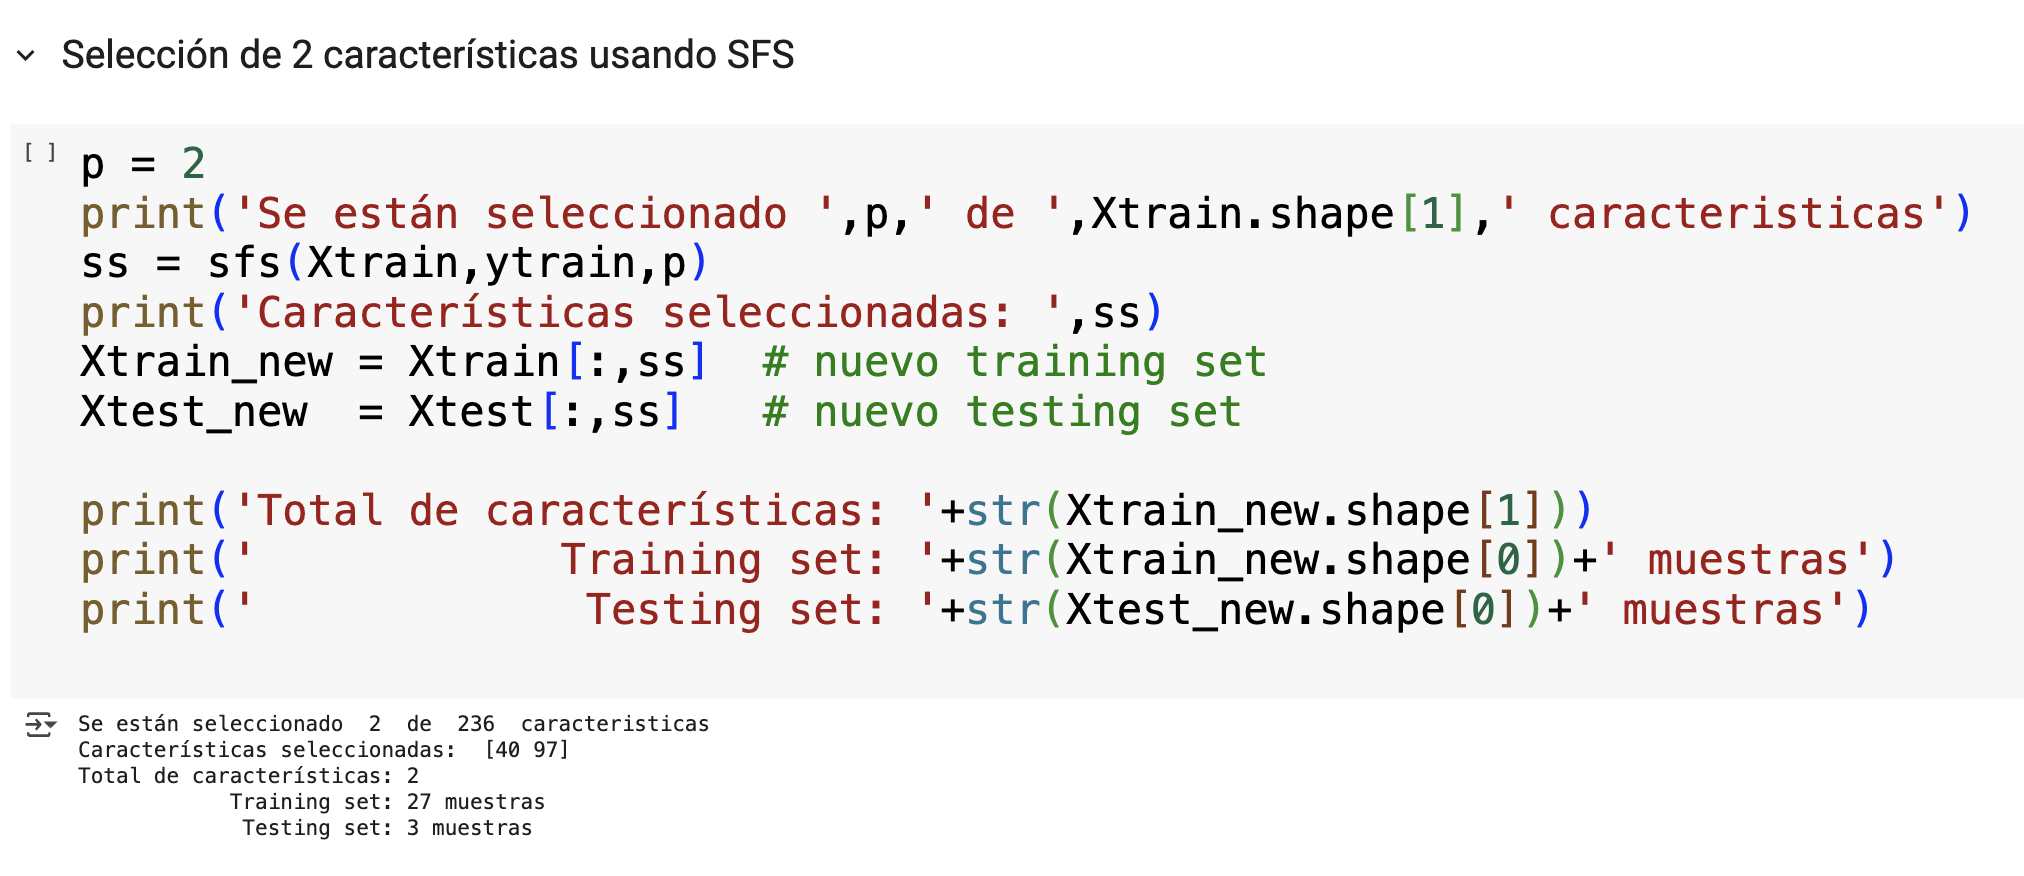 Selección de 2 características usando SFS
[ ]
p = 2
print('Se están seleccionado ',p,' de ',Xtrain.shape[1],' caracteristicas')
ss = sfs(Xtrain,ytrain,p)
print('Características seleccionadas: ',ss)
Xtrain_new = Xtrain[:,ss]  # nuevo training set
Xtest_new  = Xtest[:,ss]   # nuevo testing set

print('Total de características: '+str(Xtrain_new.shape[1]))
print('            Training set: '+str(Xtrain_new.shape[0])+' muestras')
print('             Testing set: '+str(Xtest_new.shape[0])+' muestras')
Se están seleccionado  2  de  236  caracteristicas
Características seleccionadas:  [40 97]
Total de características: 2
            Training set: 27 muestras
             Testing set: 3 muestras